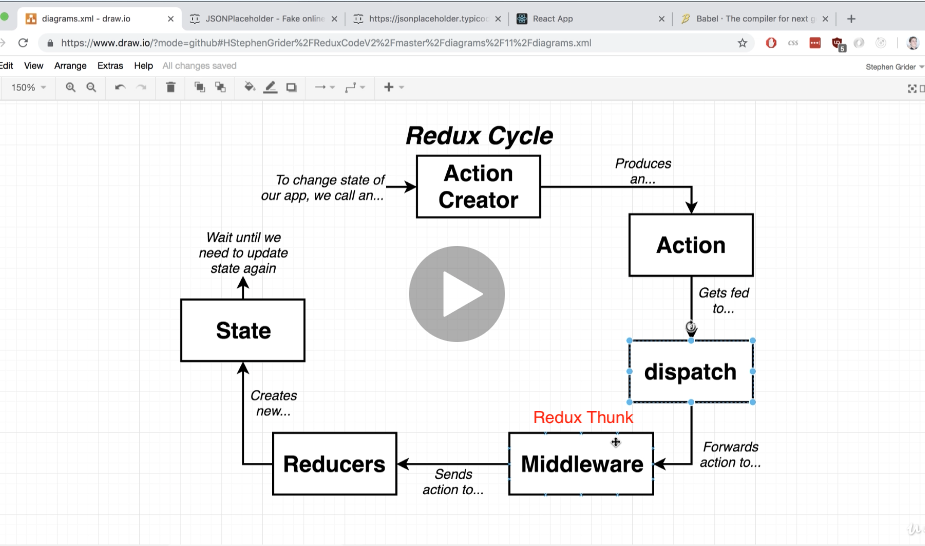 diagrams.xml - draw.io
JSONPlaceholder - Fake online
https://jsonplaceholder.typicod
React App
Babel · The compiler for next g
https://www.draw.io/?mode=github#HStephenGrider%2FReduxCodeV2%2Fmaster%2Fdiagrams%2F11%2Fdiagrams.xml
css
5
Edit View Arrange Extras Help All changes saved
Stephen Grider
150%
Redux Cycle
To change state of
our app, we call an...
Action
Creator
Produces
an...
Action
Gets fed
to...
dispatch
Forwards
action to...
Redux Thunk
Middleware
Sends
action to...
Reducers
Creates
new...
State
Wait until we
need to update
state again